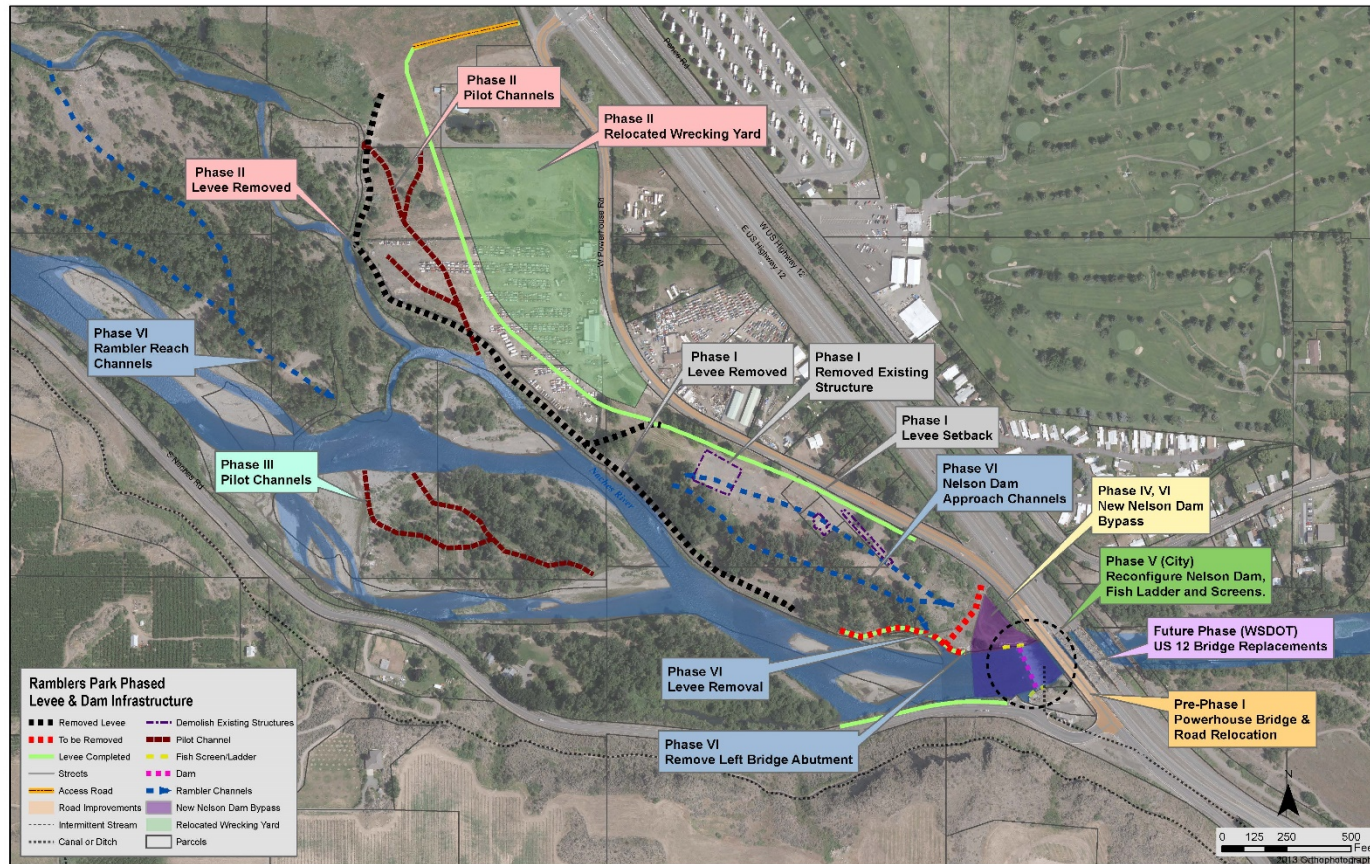 Phase II
Pilot Channels
Phase II
Relocated Wrecking Yard
Phase II
Levee Removed
Penee Rd
W US Highway 12
E US Highway 12
W Powerhouse Rd
Phase VI
Rambler Reach
Channels
Phase I
Levee Removed
Phase I
Removed Existing
Structure
Phase I
Levee Setback
S Naches Rd
Phase III
Pilot Channels
Naches River
Phase VI
Nelson Dam
Approach Channels
Phase IV, VI
New Nelson Dam
Bypass
Phase V (City)
Reconfigure Nelson Dam,
Fish Ladder and Screens.
Future Phase (WSDOT)
US 12 Bridge Replacements
Phase VI
Levee Removal
Pre-Phase I
Powerhouse Bridge &
Road Relocation
Phase VI
Remove Left Bridge Abutment
Ramblers Park Phased
Levee & Dam Infrastructure
Removed Levee
To be Removed
Levee Completed
Streets
Access Road
Road Improvements
Intermittent Stream
Canal or Ditch
Demolish Existing Structures
Pilot Channel
Fish Screen/Ladder
Dam
Rambler Channels
New Nelson Dam Bypass
Relocated Wrecking Yard
Parcels
N
0 125 250 500
Fe
2013 Orthophotograp